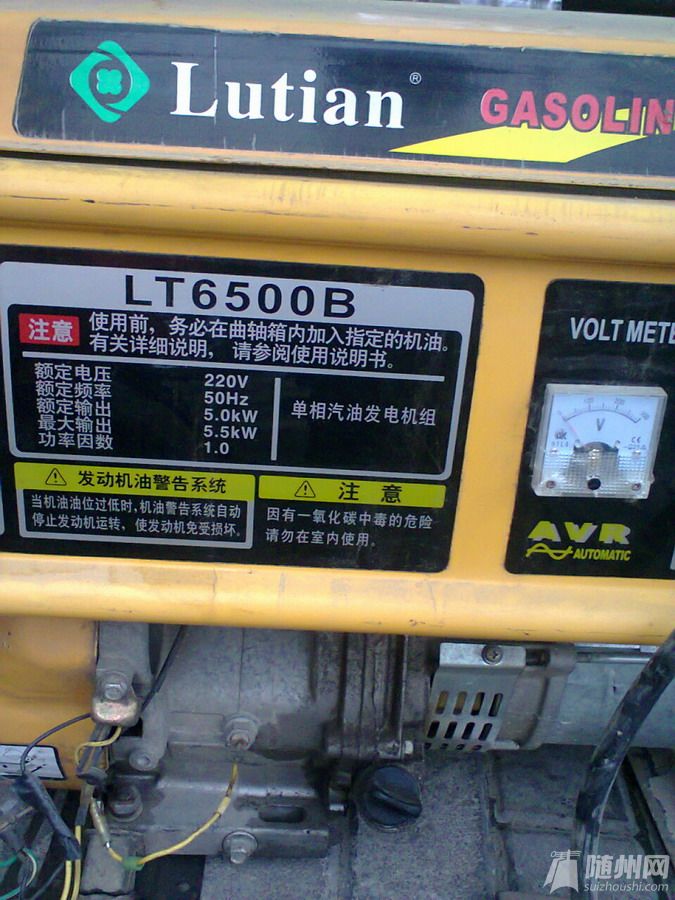 Lutian®
GASOLIN
LT6500B
注意
使用前，务必在曲轴箱内加入指定的机油。
有关详细说明，请参阅使用说明书。
额定电压 220V
额定频率 50Hz
额定输出 5.0kW
最大输出 5.5kW
功率因数 1.0
单相汽油发电机组
发动机油警告系统
当机油油位过低时，机油警告系统自动
停止发动机运转，使发动机免受损坏。
注意
因有一氧化碳中毒的危险
请勿在室内使用。
VOLT METE
V
AVR
AUTOMATIC
随州网
suizhoushi.com